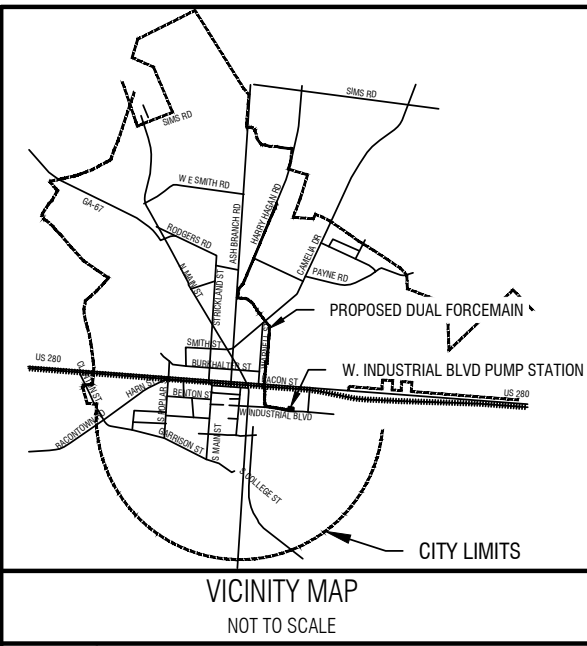 SIMS RD
SIMS RD
W E SMITH RD
GA-67
RODGERS RD
ASH BRANCH RD
HARRY HAGAN RD
CAMELIA DR
N MAIN ST
STRICKLAND ST
PAYNE RD
PROPOSED DUAL FORCEMAIN
SMITH ST
BURKHALTER ST
US 280
W. INDUSTRIAL BLVD PUMP STATION
HARN ST
BENTON ST
US 280
W INDUSTRIAL BLVD
S POPLAR
BACONTOWN
GARRISON ST
S MAIN ST
S COLLEGE ST
CITY LIMITS
VICINITY MAP
NOT TO SCALE